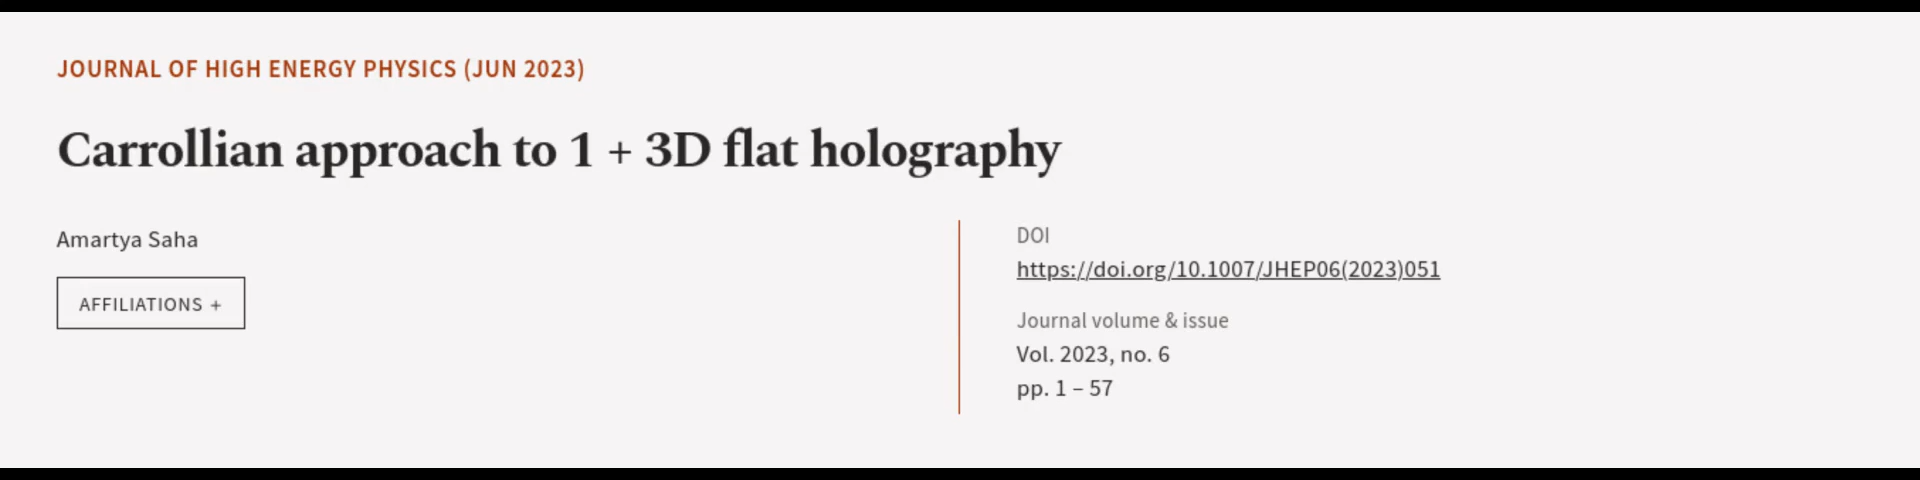 JOURNAL OF HIGH ENERGY PHYSICS (JUN 2023)
Carrollian approach to 1 + 3D flat holography
Amartya Saha
AFFILIATIONS +
DOI
https://doi.org/10.1007/JHEP06(2023)051
Journal volume & issue
Vol. 2023, no. 6
pp. 1 – 57